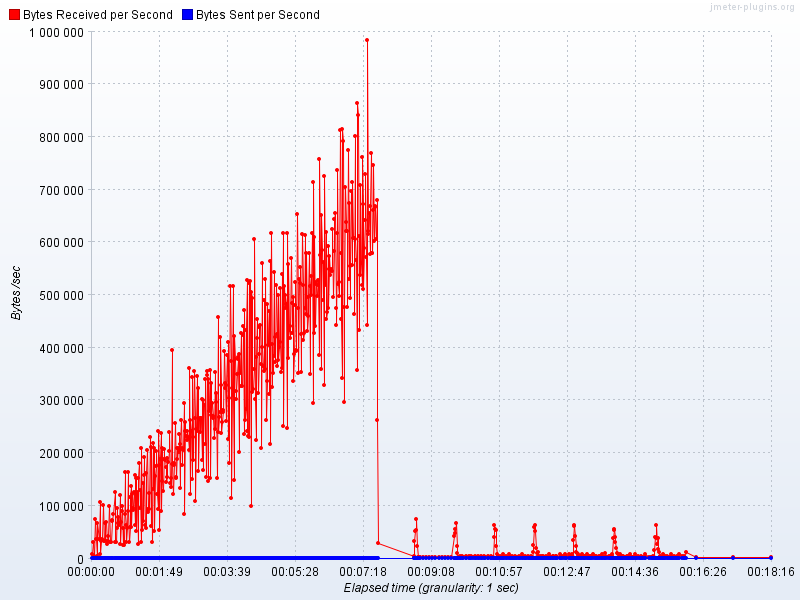 jmeter-plugins.org
Bytes Received per Second Bytes Sent per Second
1 000 000
900 000
800 000
700 000
600 000
500 000
400 000
300 000
200 000
100 000
0
Bytes /sec
00:00:00 00:01:49 00:03:39 00:05:28 00:07:18 00:09:08 00:10:57 00:12:47 00:14:36 00:16:26 00:18:16
Elapsed time (granularity: 1 sec)